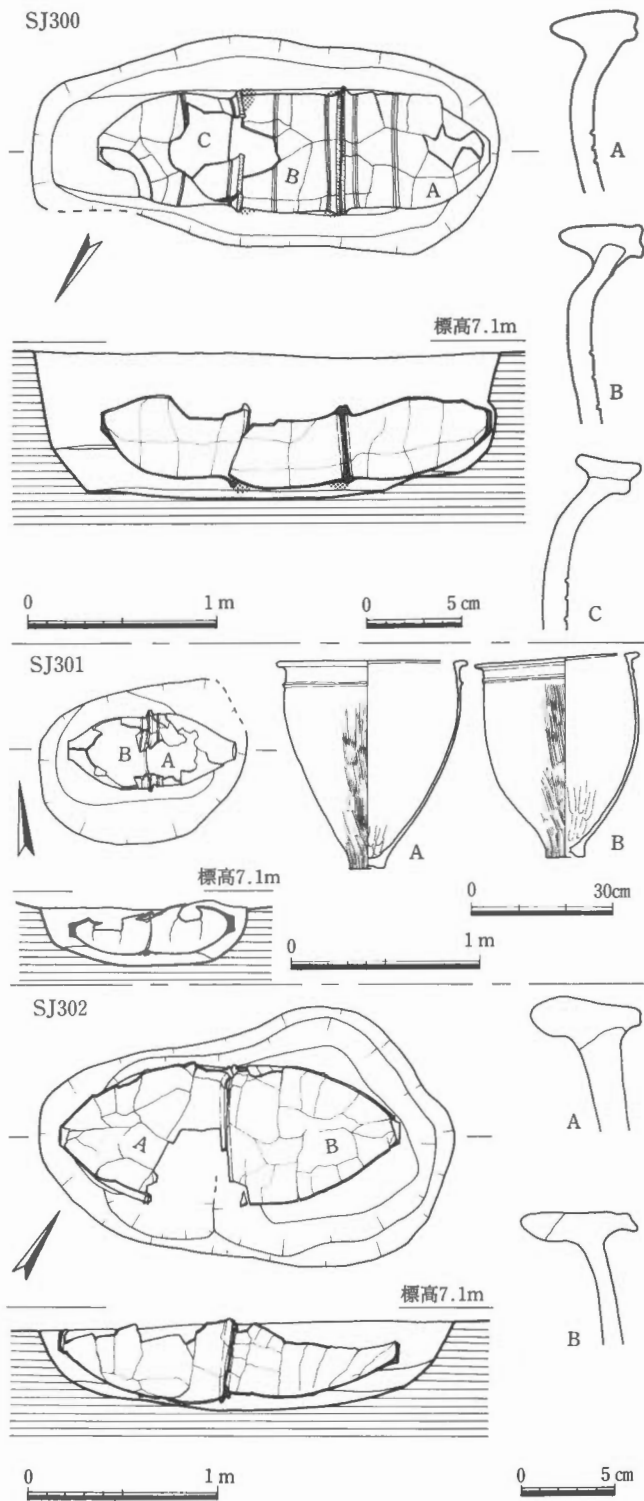 SJ300
C
B
A
A
標高7.1m
B
0 1 m
0 5 cm
C
SJ301
B A
A
B
標高7.1m
0 30cm
0 1 m
SJ302
A
B
A
標高7.1m
B
0 1 m
0 5 cm